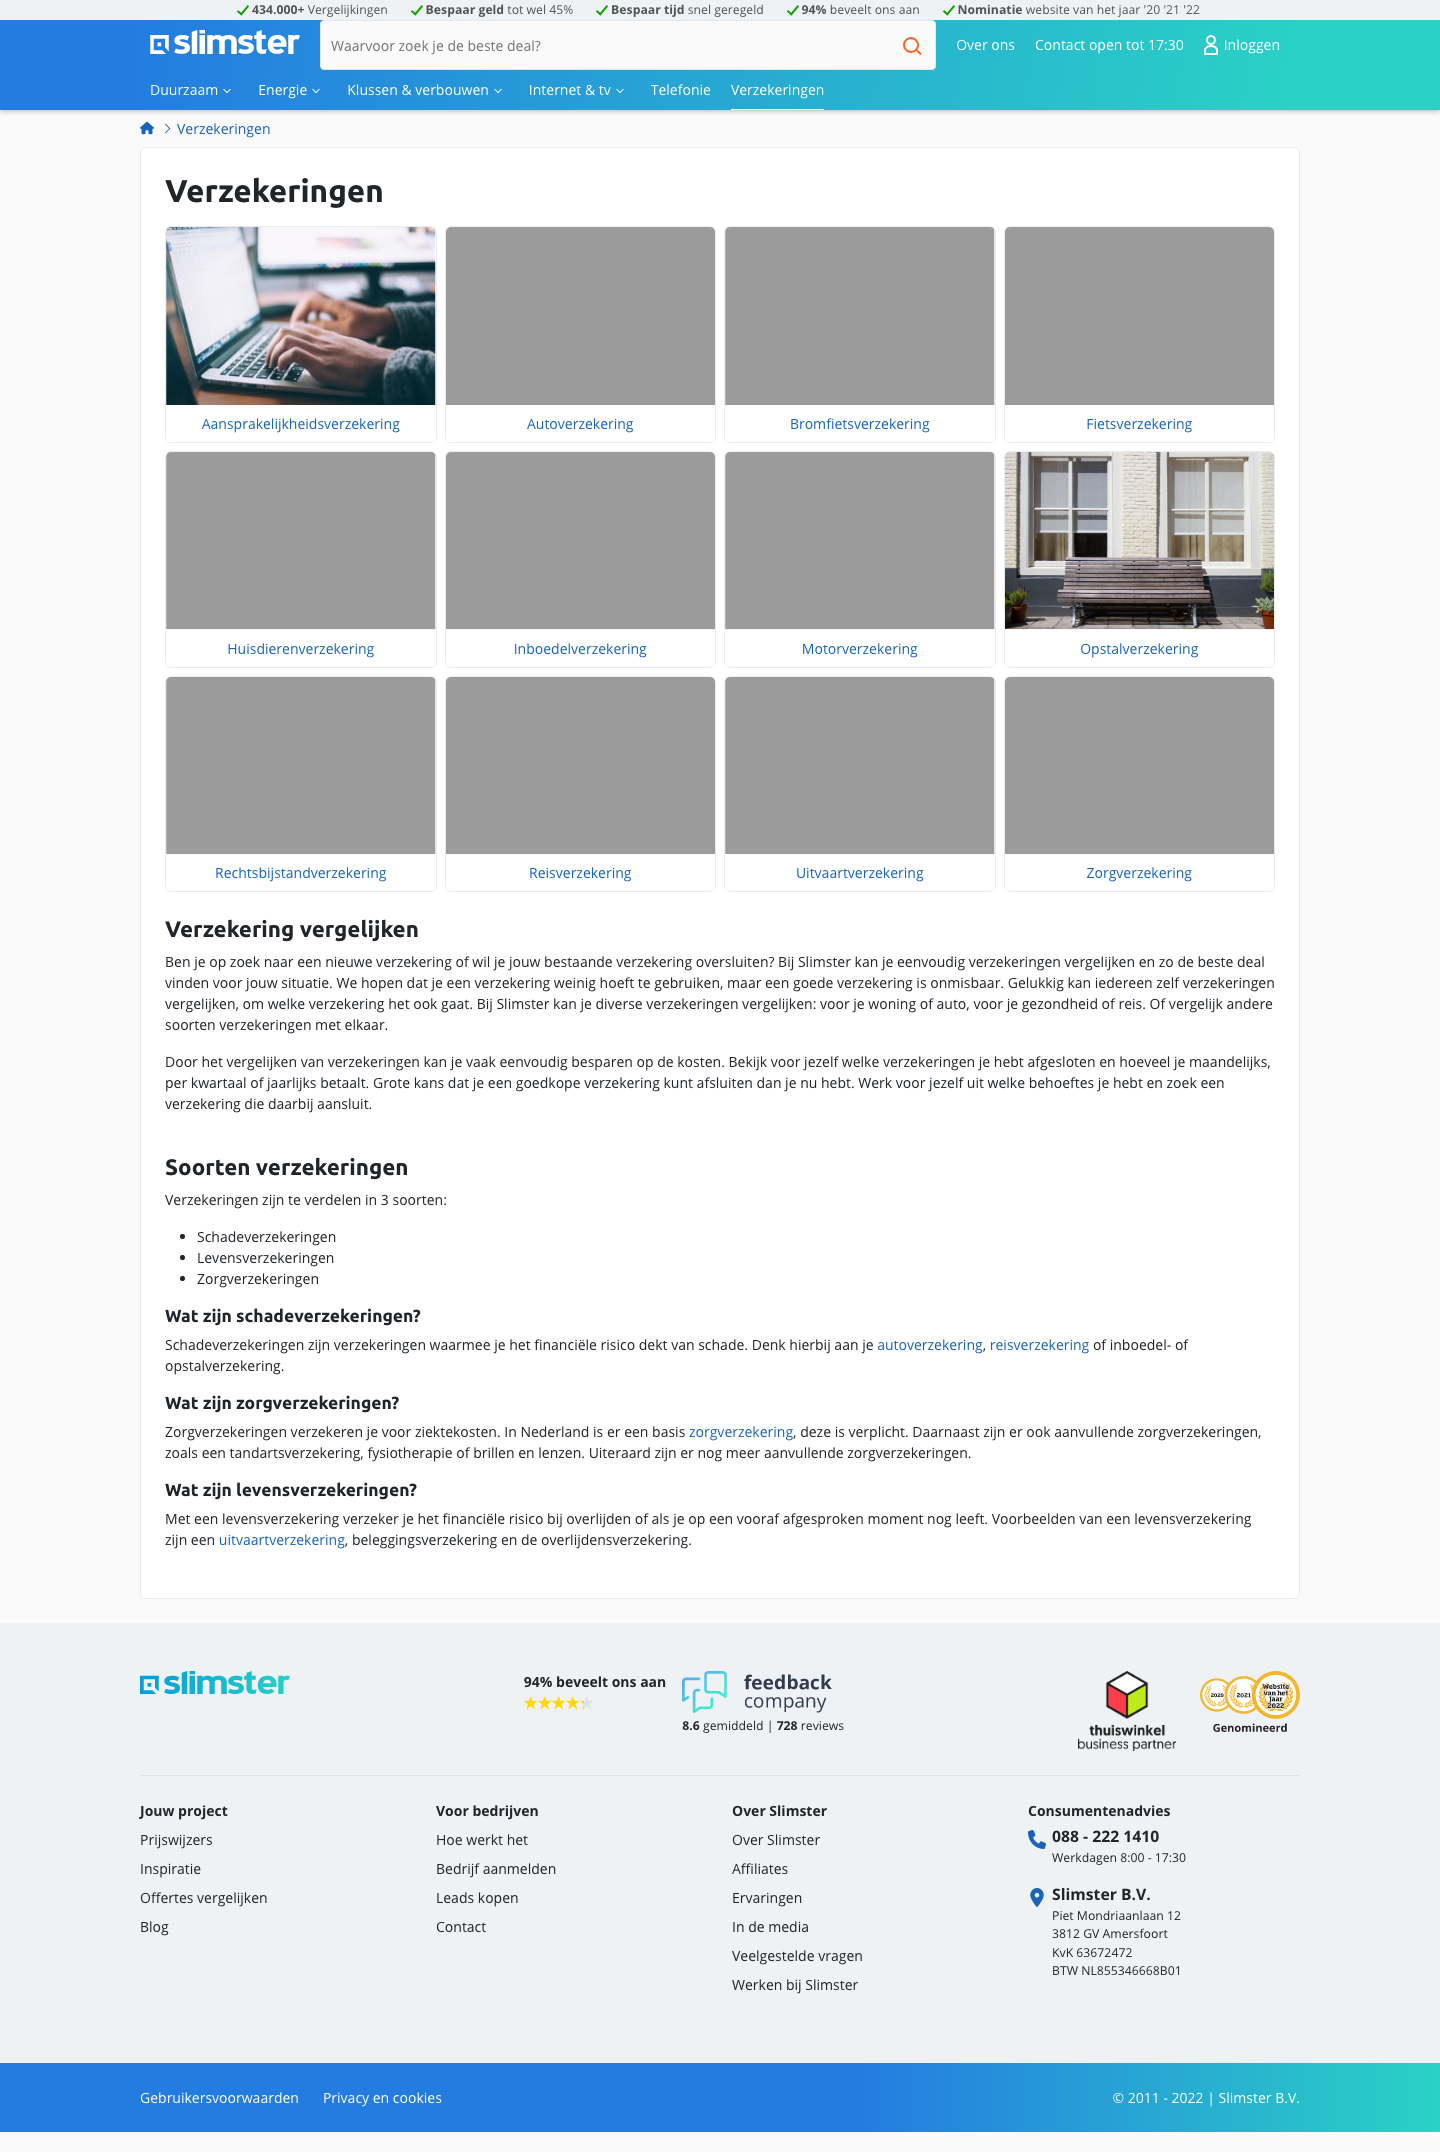 434.000+ Vergelijkingen Bespaar geld tot wel 45% Bespaar tijd snel geregeld 94% beveelt ons aan Nominatie website van het jaar '20 '21 '22
slimster
Waarvoor zoek je de beste deal?
Over ons Contact open tot 17:30 Inloggen
Duurzaam Energie Klussen & verbouwen Internet & tv Telefonie Verzekeringen
Verzekeringen
Verzekeringen
Aansprakelijkheidsverzekering Autoverzekering Bromfietsverzekering Fietsverzekering
Huisdierenverzekering Inboedelverzekering Motorverzekering Opstalverzekering
Rechtsbijstandverzekering Reisverzekering Uitvaartverzekering Zorgverzekering
Verzekering vergelijken
Ben je op zoek naar een nieuwe verzekering of wil je jouw bestaande verzekering oversluiten? Bij Slimster kan je eenvoudig verzekeringen vergelijken en zo de beste deal
vinden voor jouw situatie. We hopen dat je een verzekering weinig hoeft te gebruiken, maar een goede verzekering is onmisbaar. Gelukkig kan iedereen zelf verzekeringen
vergelijken, om welke verzekering het ook gaat. Bij Slimster kan je diverse verzekeringen vergelijken: voor je woning of auto, voor je gezondheid of reis. Of vergelijk andere
soorten verzekeringen met elkaar.
Door het vergelijken van verzekeringen kan je vaak eenvoudig besparen op de kosten. Bekijk voor jezelf welke verzekeringen je hebt afgesloten en hoeveel je maandelijks,
per kwartaal of jaarlijks betaalt. Grote kans dat je een goedkope verzekering kunt afsluiten dan je nu hebt. Werk voor jezelf uit welke behoeftes je hebt en zoek een
verzekering die daarbij aansluit.
Soorten verzekeringen
Verzekeringen zijn te verdelen in 3 soorten:
• Schadeverzekeringen
• Levensverzekeringen
• Zorgverzekeringen
Wat zijn schadeverzekeringen?
Schadeverzekeringen zijn verzekeringen waarmee je het financiële risico dekt van schade. Denk hierbij aan je autoverzekering, reisverzekering of inboedel- of
opstalverzekering.
Wat zijn zorgverzekeringen?
Zorgverzekeringen verzekeren je voor ziektekosten. In Nederland is er een basis zorgverzekering, deze is verplicht. Daarnaast zijn er ook aanvullende zorgverzekeringen,
zoals een tandartsverzekering, fysiotherapie of brillen en lenzen. Uiteraard zijn er nog meer aanvullende zorgverzekeringen.
Wat zijn levensverzekeringen?
Met een levensverzekering verzeker je het financiële risico bij overlijden of als je op een vooraf afgesproken moment nog leeft. Voorbeelden van een levensverzekering
zijn een uitvaartverzekering, beleggingsverzekering en de overlijdensverzekering.
slimster
94% beveelt ons aan
feedback
company
8.6 gemiddeld | 728 reviews
thuiswinkel
business partner
2020 2021 Website
van het
Jaar
2022
Genomineerd
Jouw project
Prijswijzers
Inspiratie
Offertes vergelijken
Blog
Voor bedrijven
Hoe werkt het
Bedrijf aanmelden
Leads kopen
Contact
Over Slimster
Over Slimster
Affiliates
Ervaringen
In de media
Veelgestelde vragen
Werken bij Slimster
Consumentenadvies
088 - 222 1410
Werkdagen 8:00 - 17:30
Slimster B.V.
Piet Mondriaanlaan 12
3812 GV Amersfoort
KvK 63672472
BTW NL855346668B01
Gebruikersvoorwaarden Privacy en cookies © 2011 - 2022 | Slimster B.V.